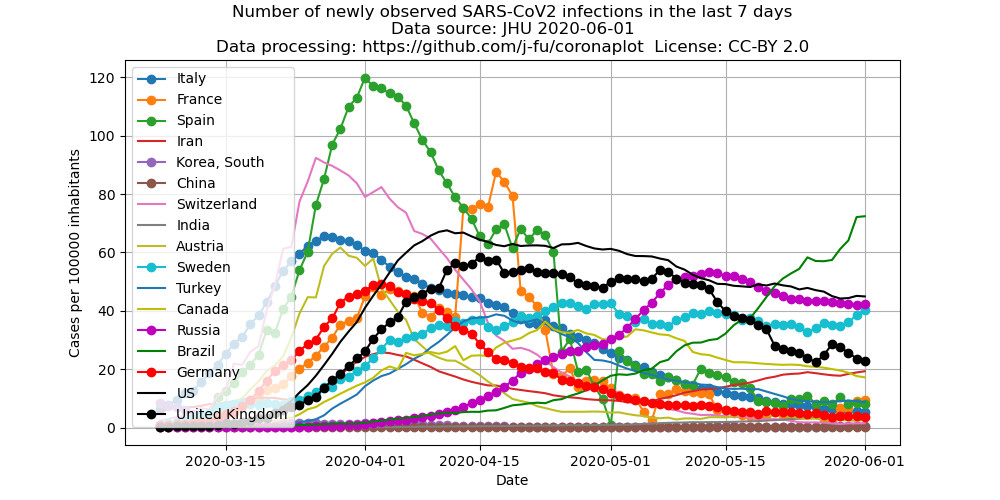 Number of newly observed SARS-CoV2 infections in the last 7 days
Data source: JHU 2020-06-01
Data processing: https://github.com/j-fu/coronaplot  License: CC-BY 2.0
Cases per 100000 inhabitants
120
100
80
60
40
20
0
Italy
France
Spain
Iran
Korea, South
China
Switzerland
India
Austria
Sweden
Turkey
Canada
Russia
Brazil
Germany
US
United Kingdom
2020-03-15
2020-04-01
2020-04-15
2020-05-01
2020-05-15
2020-06-01
Date